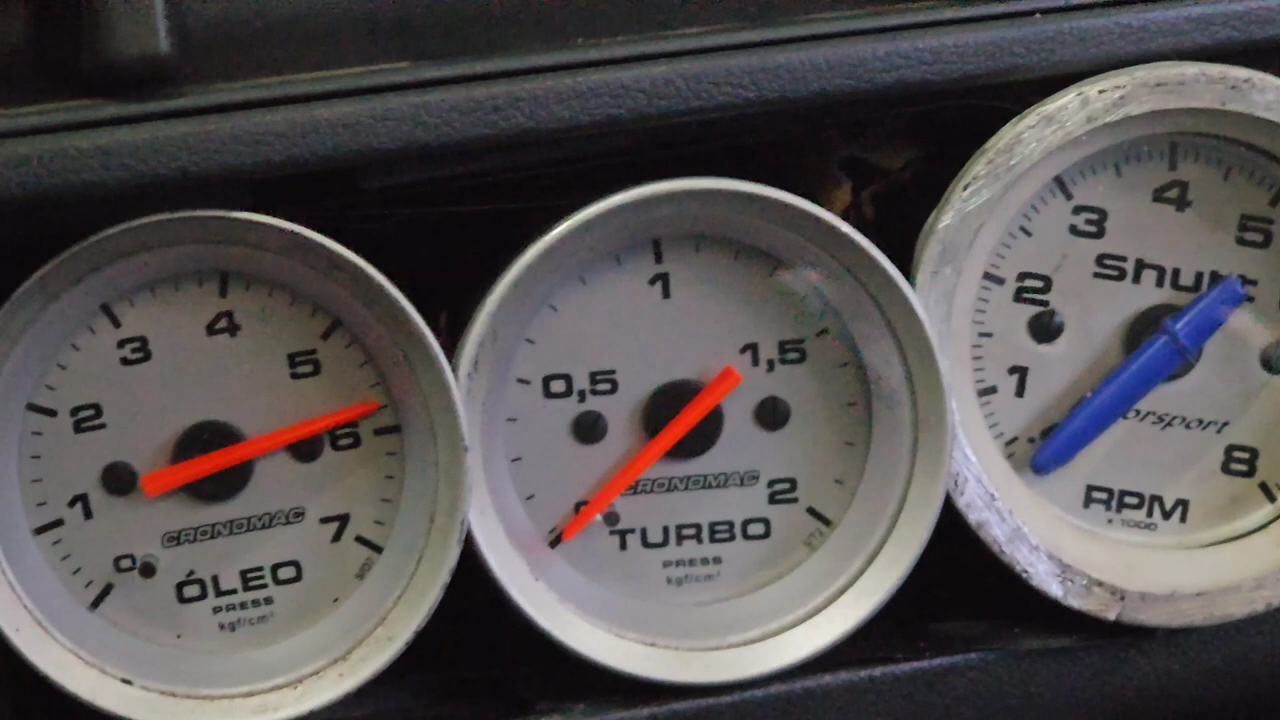 0
1
2
3
4
5
6
7
CRONOMAC
ÓLEO
PRESS
kgf/cm²
0,5
1
1,5
2
CRONOMAC
TURBO
PRESS
kgf/cm²
1
2
3
4
5
8
RPM
x 1000